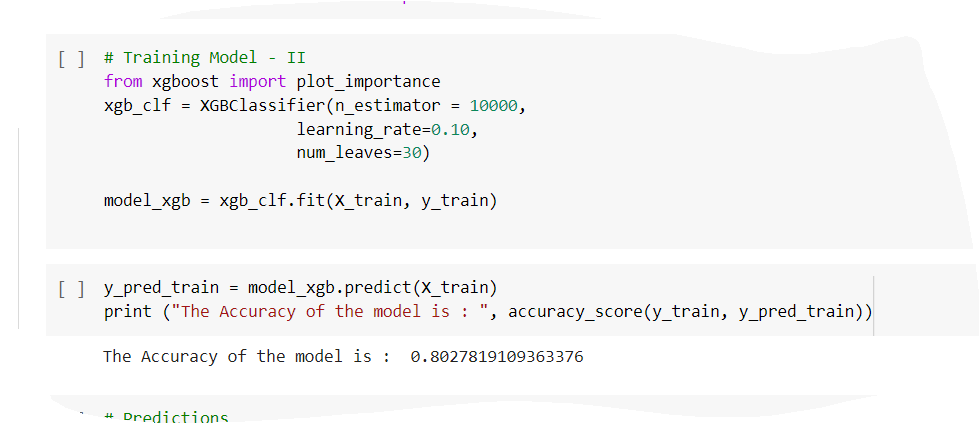 [ ] # Training Model - II
from xgboost import plot_importance
xgb_clf = XGBClassifier(n_estimator = 10000,
learning_rate=0.10,
num_leaves=30)
model_xgb = xgb_clf.fit(X_train, y_train)
[ ] y_pred_train = model_xgb.predict(X_train)
print ("The Accuracy of the model is : ", accuracy_score(y_train, y_pred_train))
The Accuracy of the model is :  0.8027819109363376
# Predictions